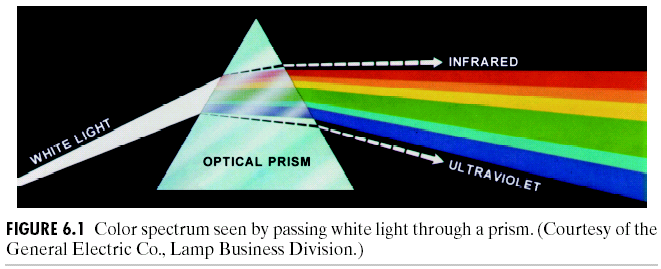 INFRARED
WHITE LIGHT
OPTICAL PRISM
ULTRAVIOLET
FIGURE 6.1 Color spectrum seen by passing white light through a prism. (Courtesy of the
General Electric Co., Lamp Business Division.)